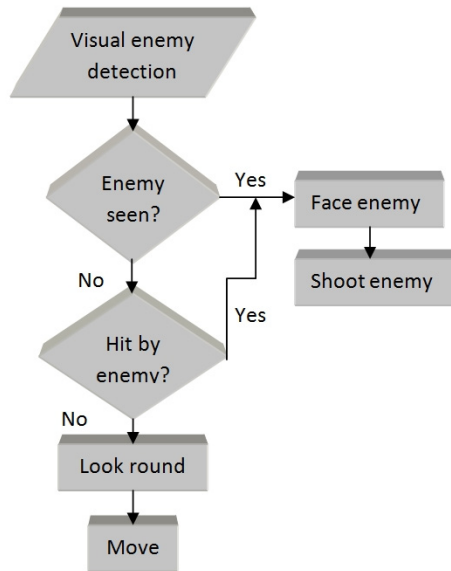 Visual enemy
detection
Enemy
seen?
Yes
Face enemy
Shoot enemy
No
Yes
Hit by
enemy?
No
Look round
Move